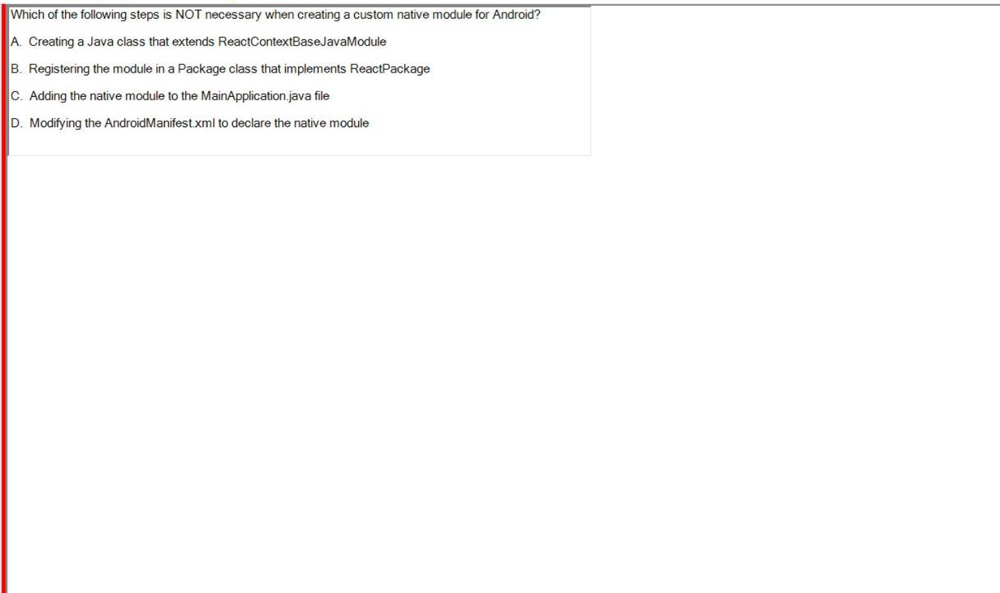 Which of the following steps is NOT necessary when creating a custom native module for Android?
A. Creating a Java class that extends ReactContextBaseJavaModule
B. Registering the module in a Package class that implements ReactPackage
C. Adding the native module to the MainApplication.java file
D. Modifying the AndroidManifest.xml to declare the native module